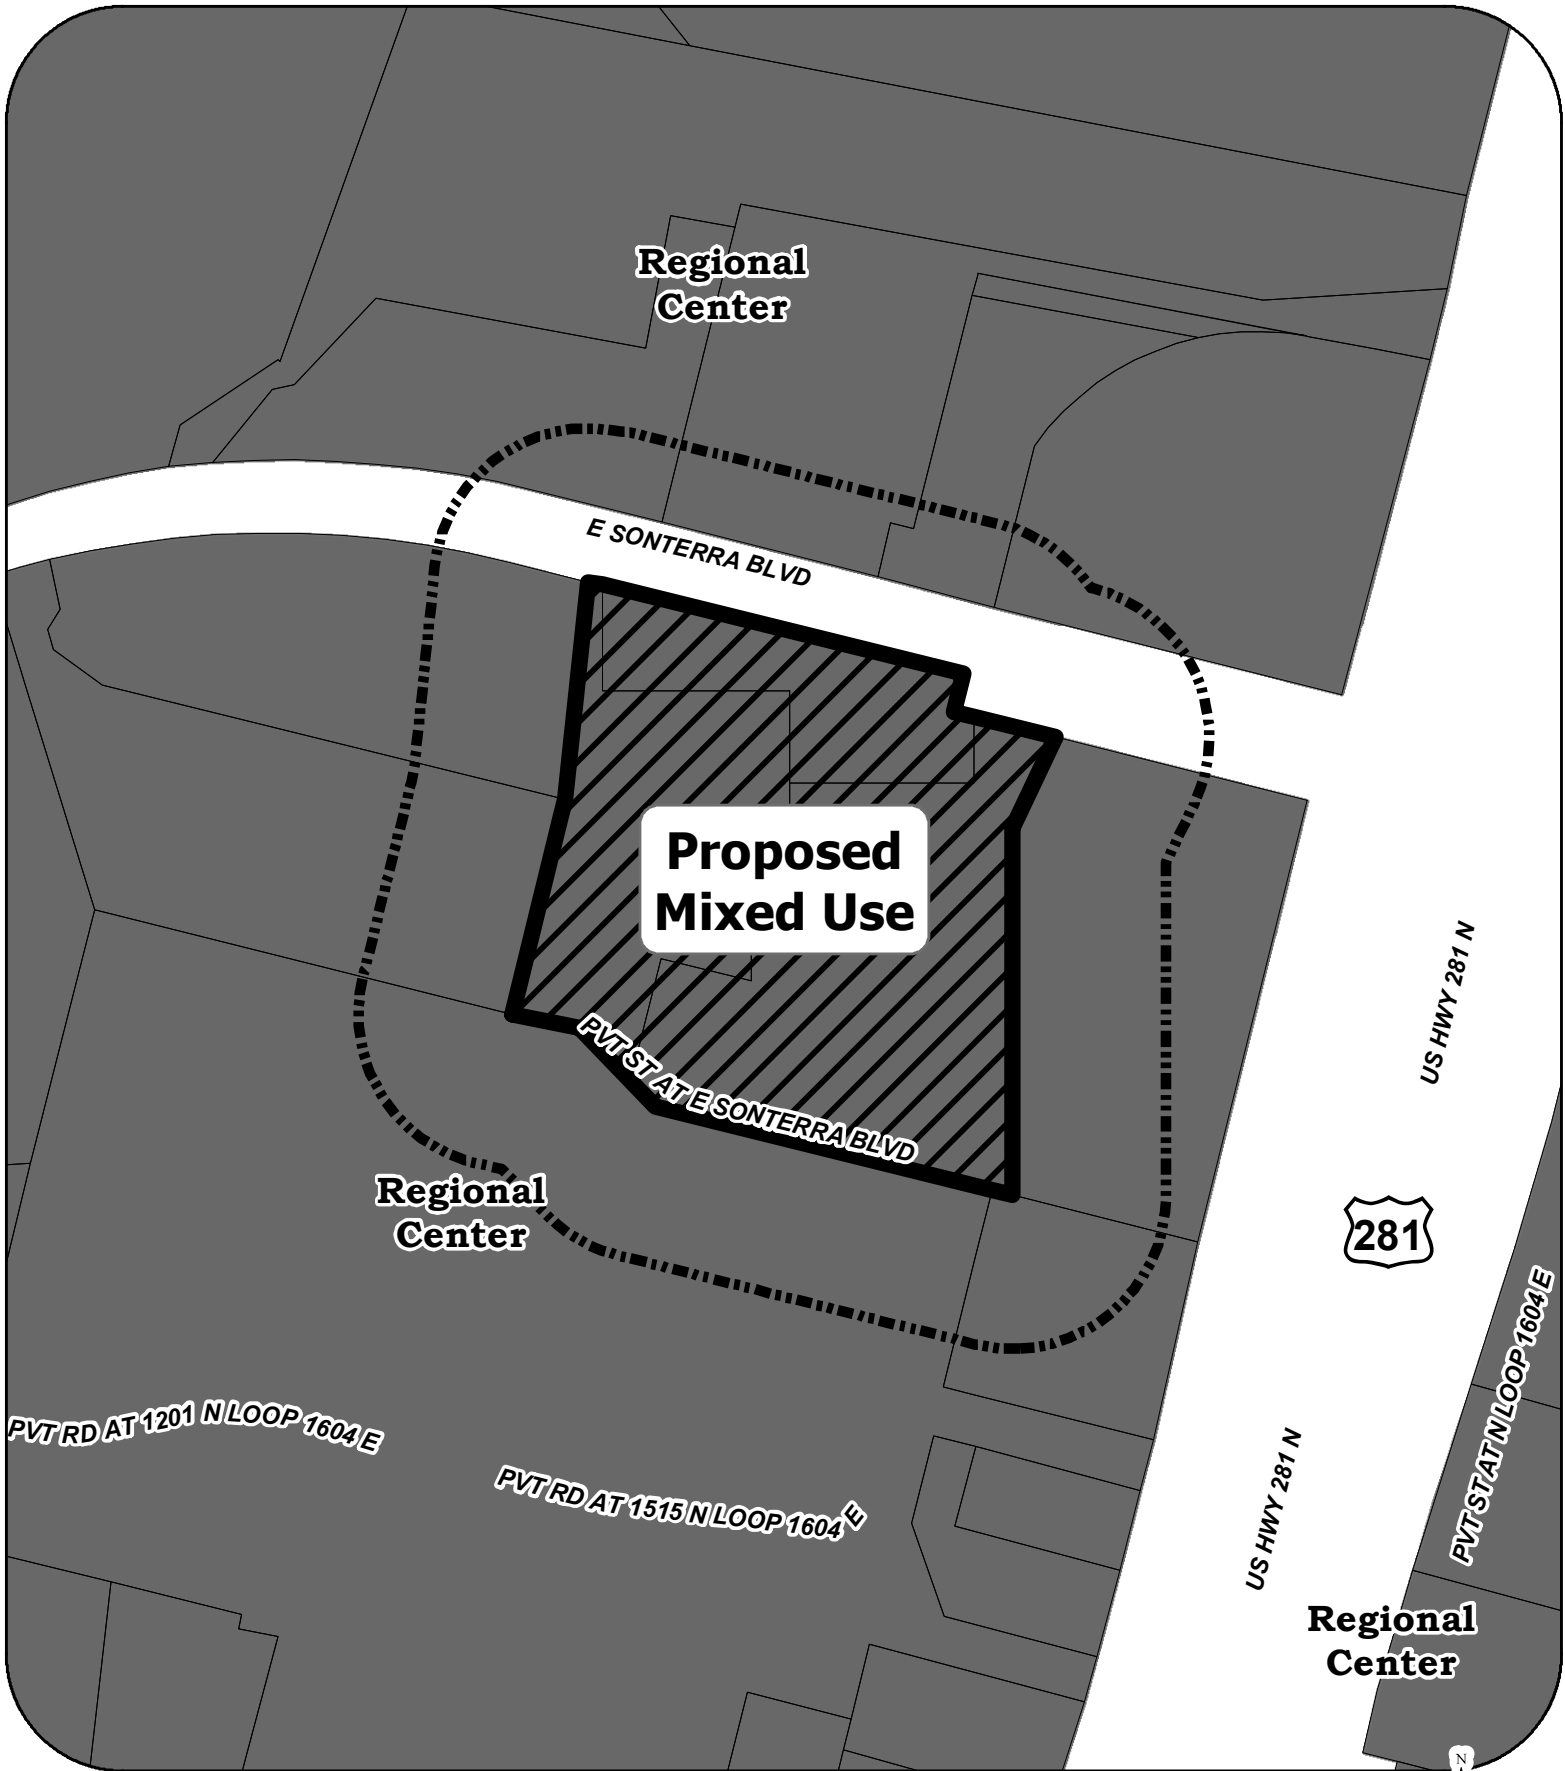 Regional
Center
E SONTERRA BLVD
Proposed
Mixed Use
US HWY 281 N
PVT ST AT E SONTERRA BLVD
Regional
Center
281
PVT ST AT N LOOP 1604 E
PVT RD AT 1201 N LOOP 1604 E
PVT RD AT 1515 N LOOP 1604 E
US HWY 281 N
Regional
Center
N